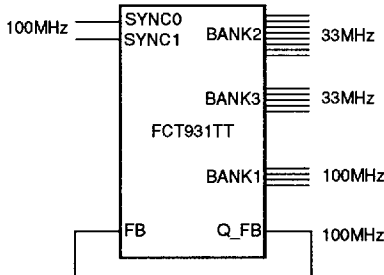 100MHz
SYNC0
SYNC1
BANK2
33MHz
BANK3
33MHz
FCT931TT
BANK1
100MHz
FB
Q_FB
100MHz